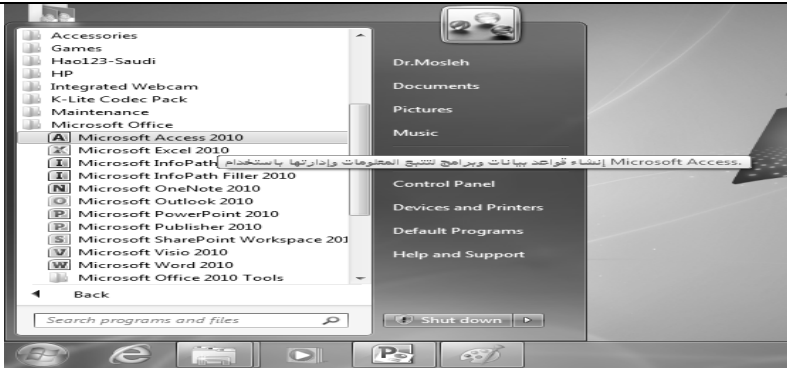 Accessories
Games
Hao123-Saudi
HP
Integrated Webcam
K-Lite Codec Pack
Maintenance
Microsoft Office
Microsoft Access 2010
Microsoft Excel 2010
Microsoft InfoPath
إنشاء قواعد بيانات وبرامج لتتبع المعلومات وإدارتها باستخدام Microsoft Access.
Microsoft InfoPath Filler 2010
Microsoft OneNote 2010
Microsoft Outlook 2010
Microsoft PowerPoint 2010
Microsoft Publisher 2010
Microsoft SharePoint Workspace 201
Microsoft Visio 2010
Microsoft Word 2010
Microsoft Office 2010 Tools
Back
Search programs and files
Dr.Mosleh
Documents
Pictures
Music
Control Panel
Devices and Printers
Default Programs
Help and Support
Shut down